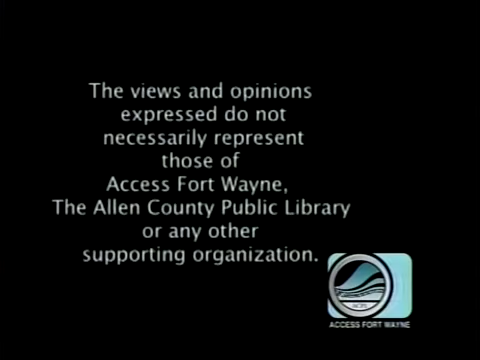 The views and opinions
expressed do not
necessarily represent
those of
Access Fort Wayne,
The Allen County Public Library
or any other
supporting organization.
ACCESS FORT WAYNE